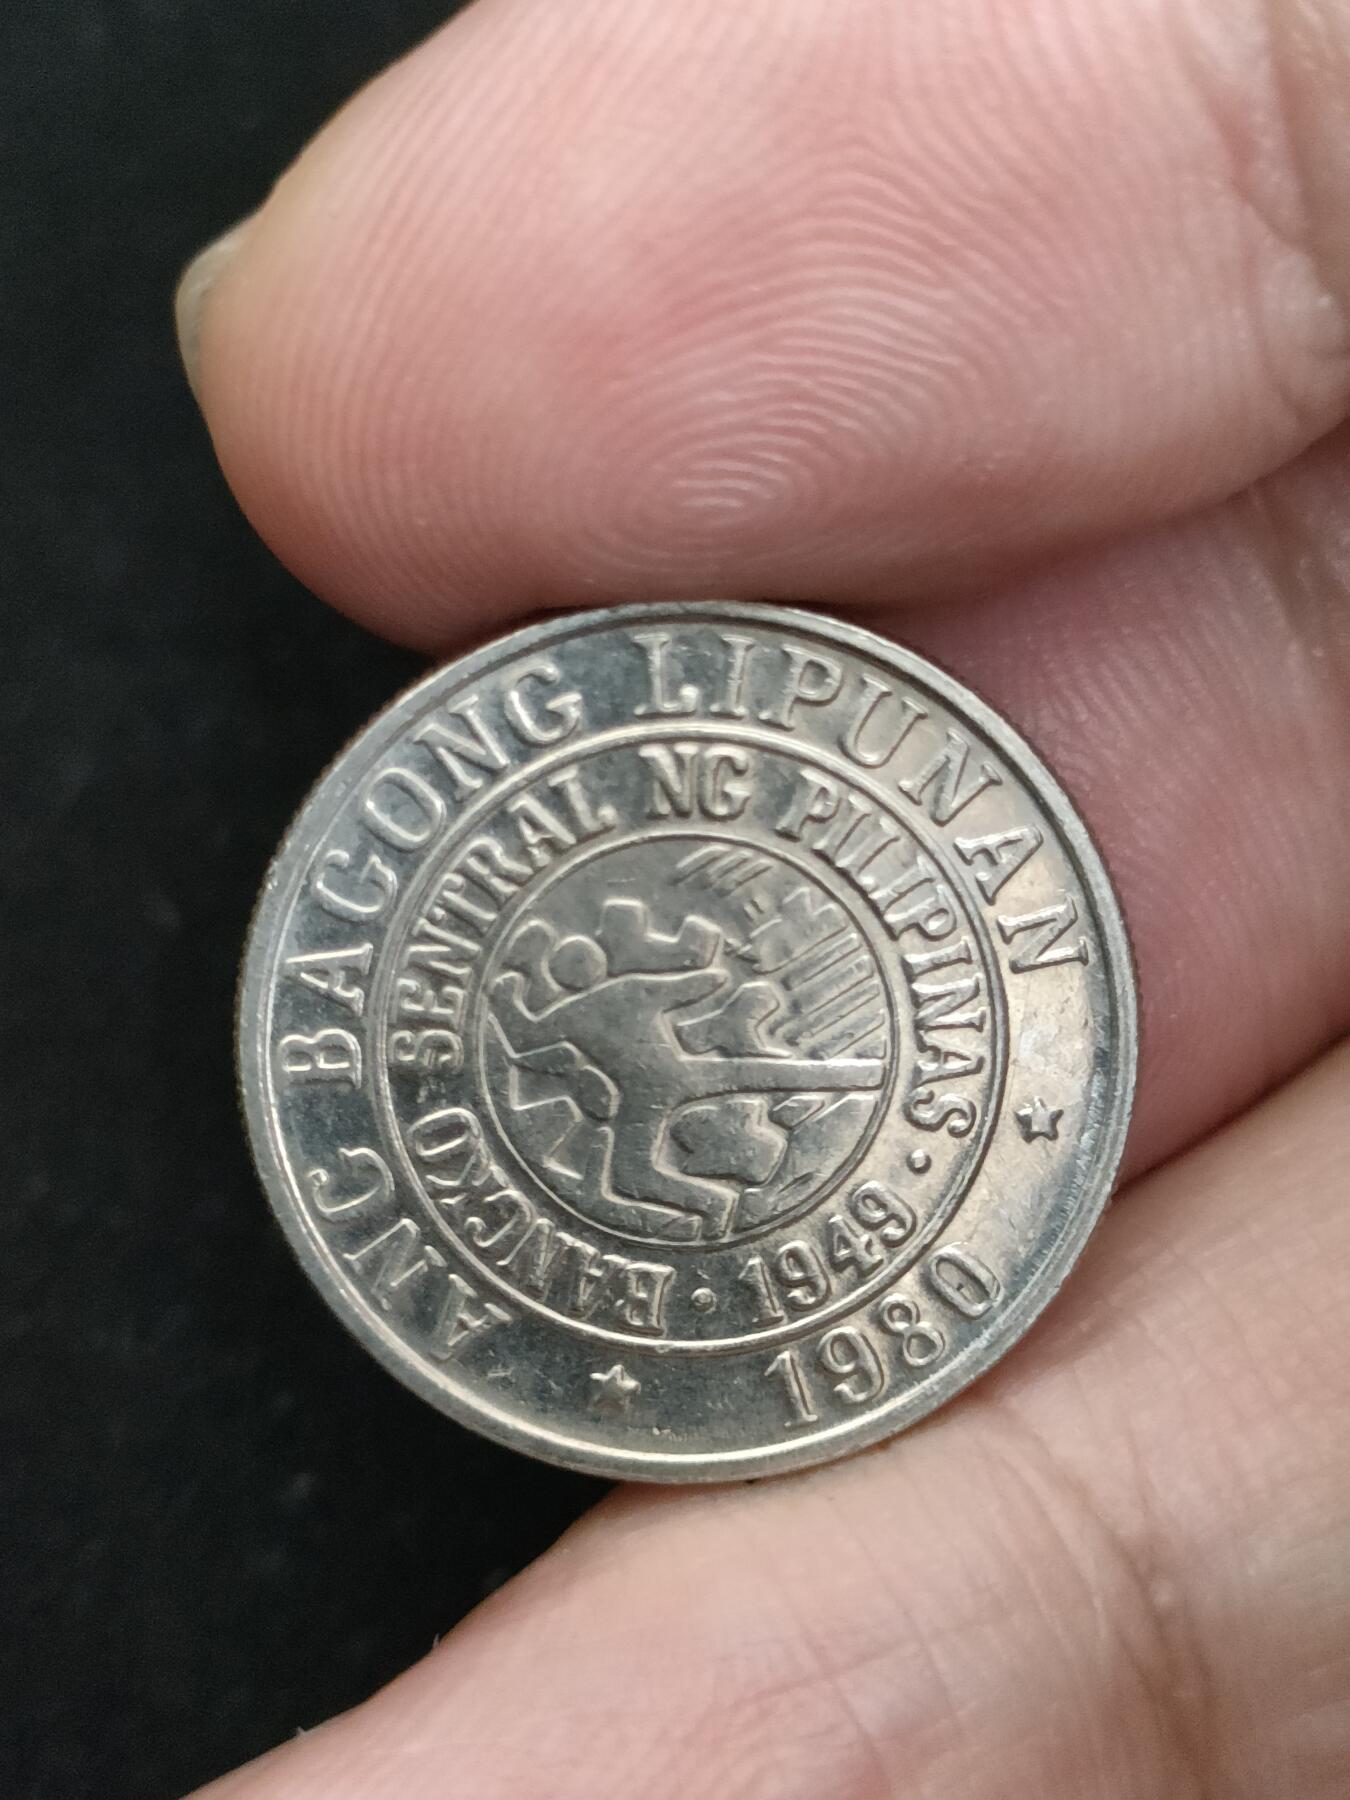 ANG BAGONG LIPUNAN
1980
BANGKO SENTRAL NG PILIPINAS · 1949 ·